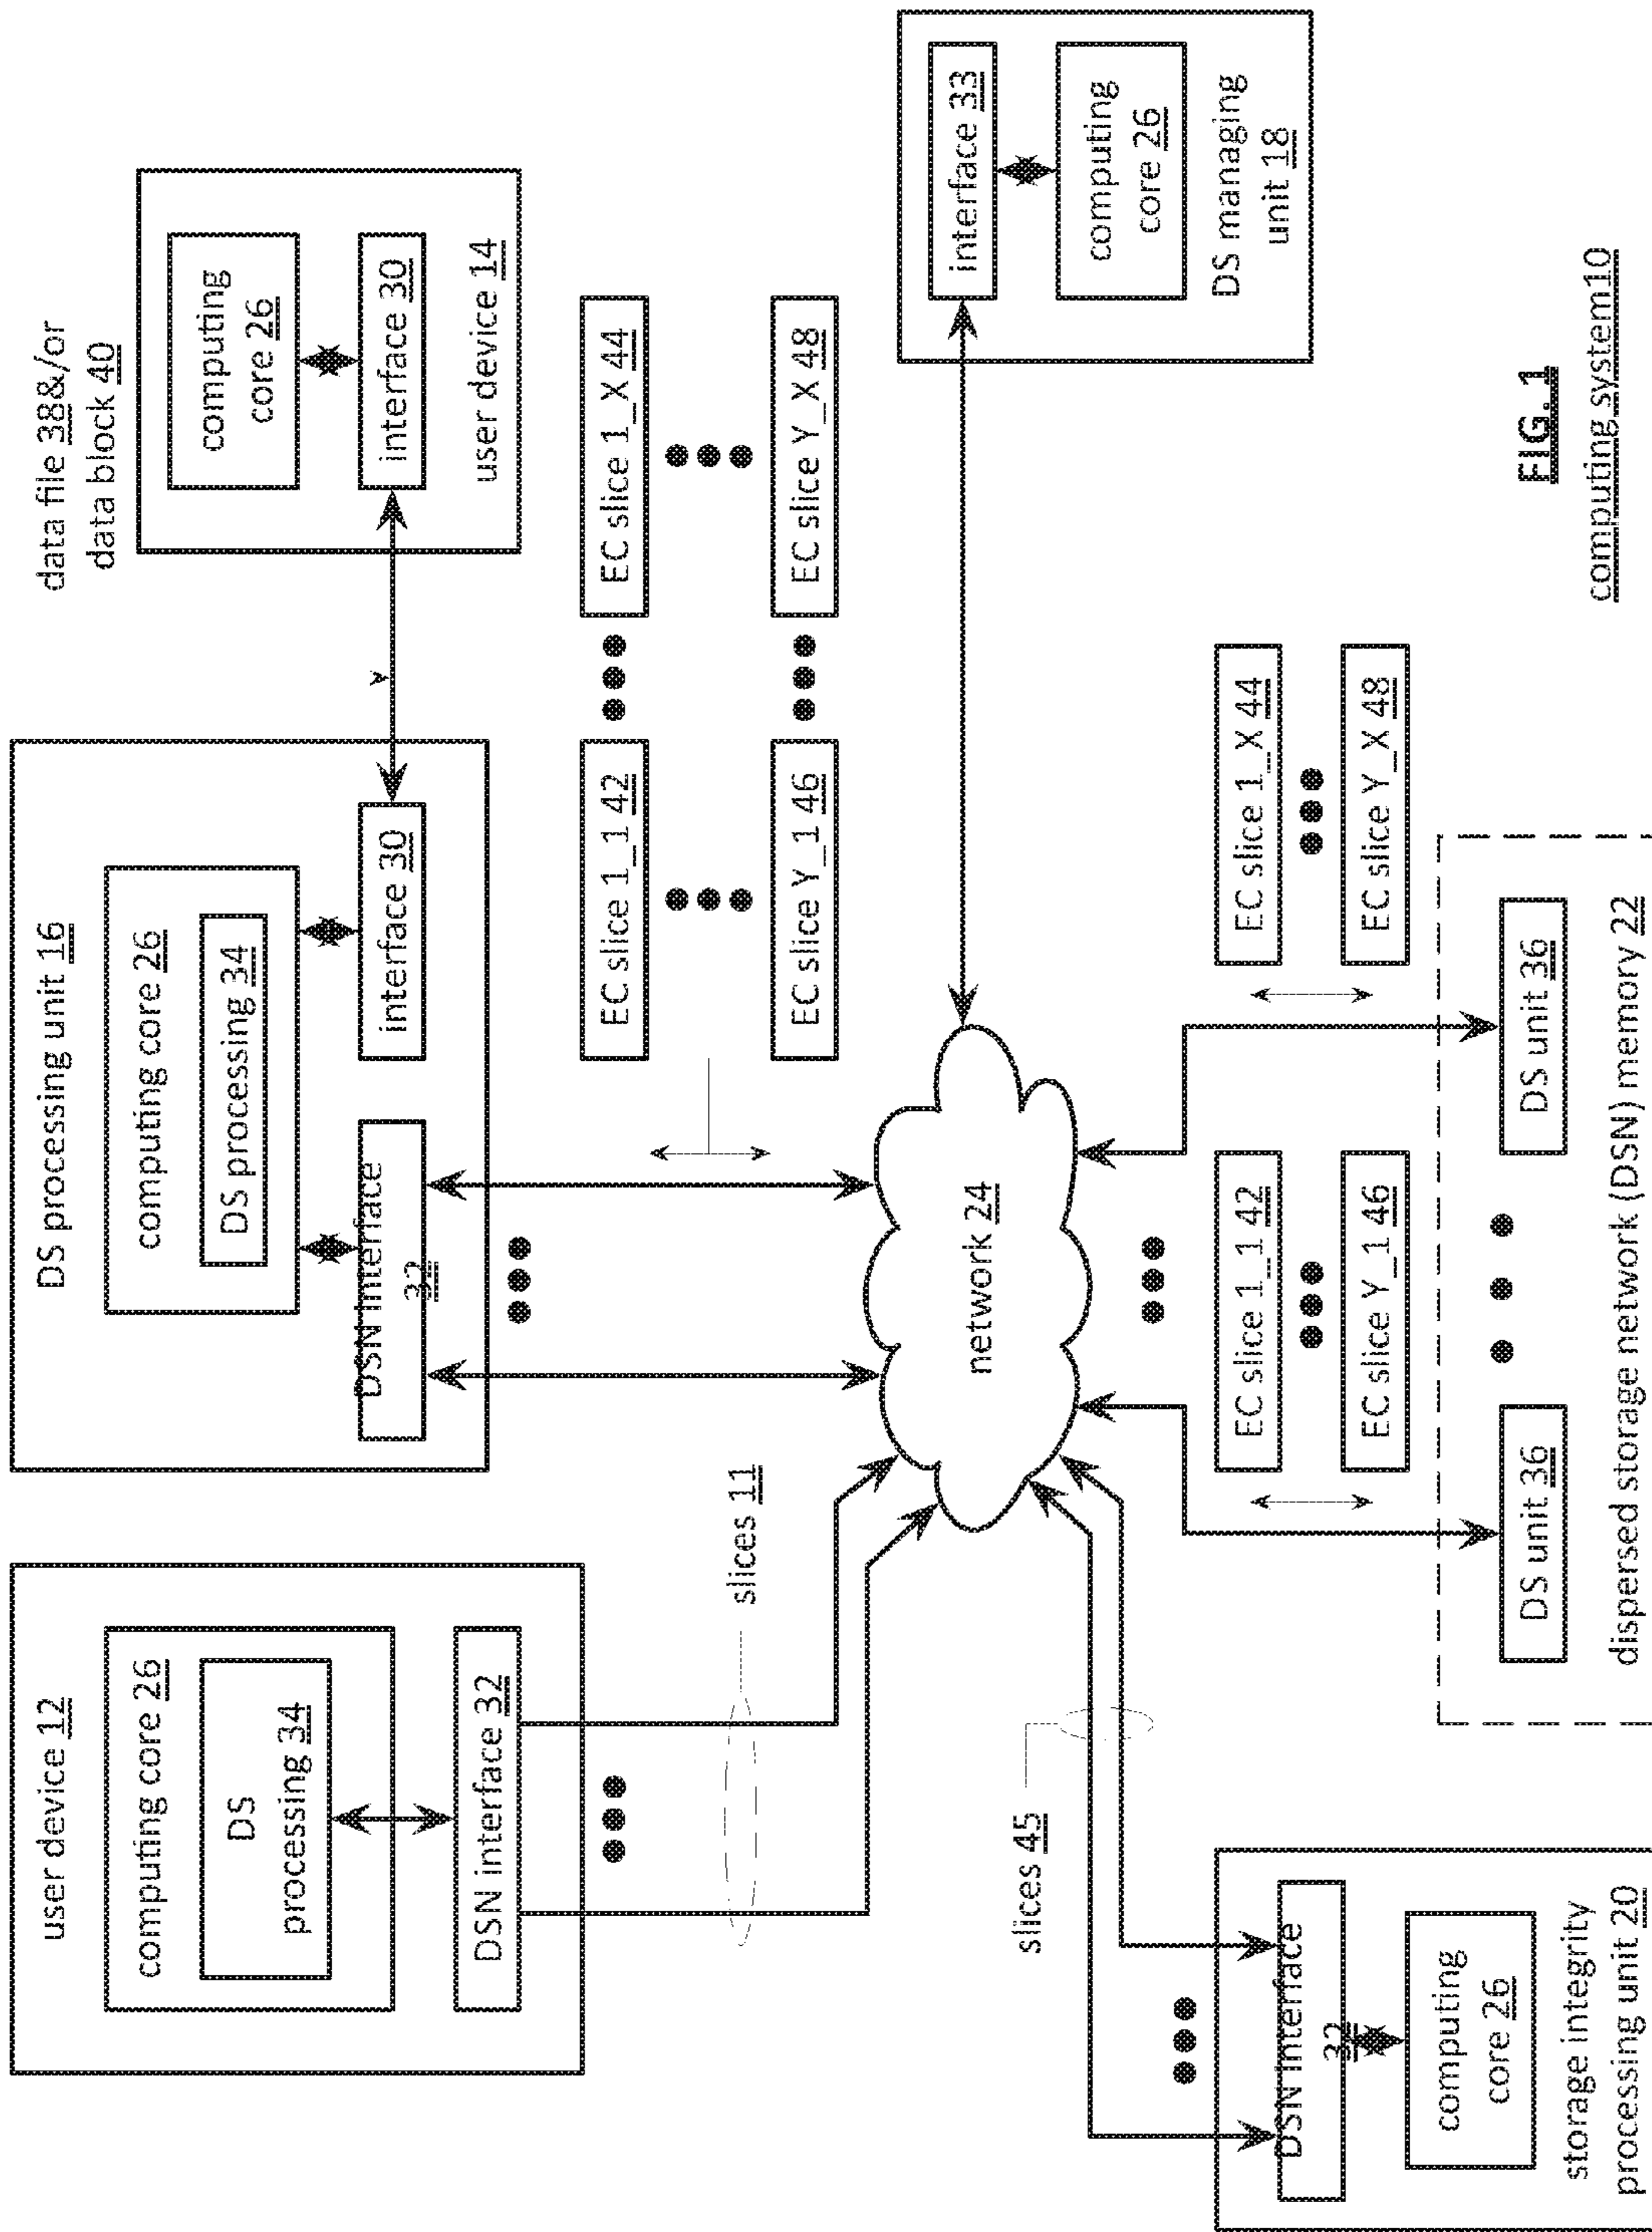 user device 12
computing core 26
DS
processing 34
DSN interface 32
slices 11
DS processing unit 16
computing core 26
DS processing 34
DSN interface
32
interface 30
data file 38&/or
data block 40
computing
core 26
interface 30
user device 14
EC slice 1_1 42
EC slice 1_X 44
EC slice Y_1 46
EC slice Y_X 48
network 24
interface 33
computing
core 26
DS managing
unit 18
slices 45
DSN interface
32
computing
core 26
storage integrity
processing unit 20
EC slice 1_1 42
EC slice Y_1 46
EC slice 1_X 44
EC slice Y_X 48
DS unit 36
DS unit 36
dispersed storage network (DSN) memory 22
FIG. 1
computing system10